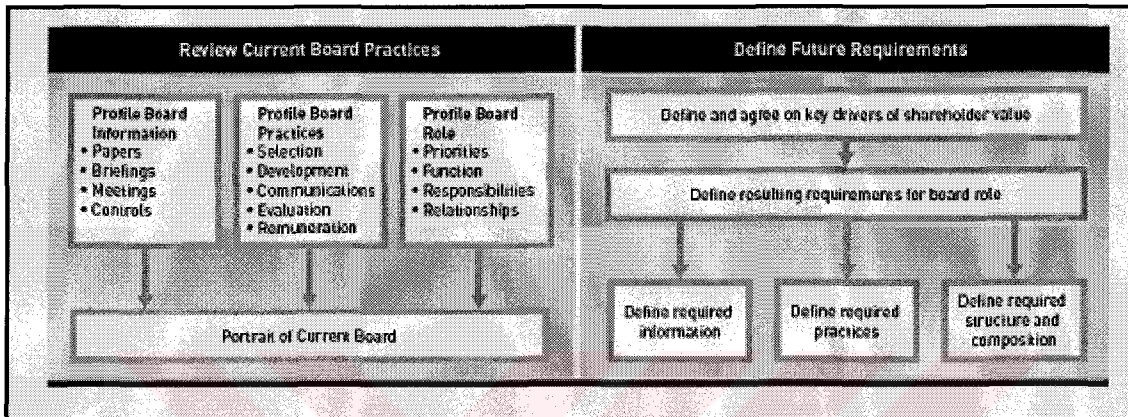 Review Current Board Practices
Profile Board
Information
• Papers
• Briefings
• Meetings
• Controls
Profile Board
Practices
• Selection
• Development
• Communications
• Evaluation
• Remuneration
Profile Board
Role
• Priorities
• Function
• Responsibilities
• Relationships
Portrait of Current Board
Define Future Requirements
Define and agree on key drivers of shareholder value
Define resulting requirements for board role
Define required
information
Define required
practices
Define required
structure and
composition